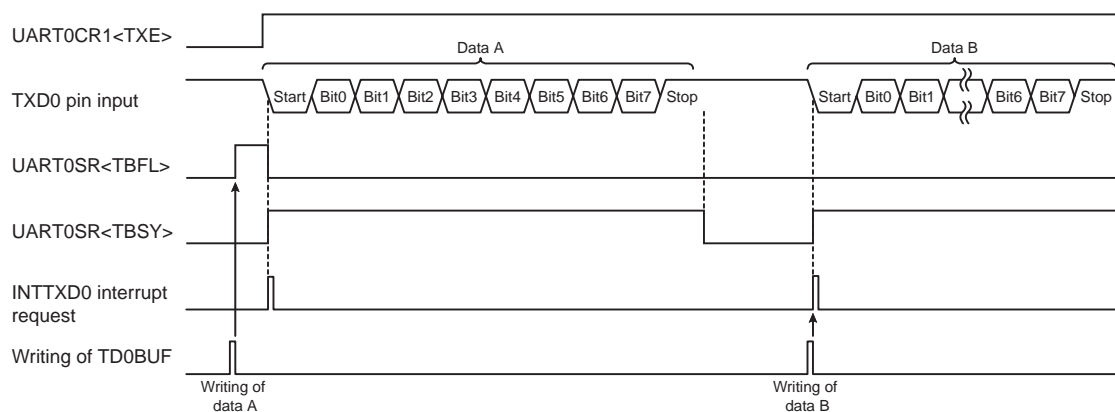 UART0CR1<TXE>
Data A
Data B
TXD0 pin input
Start Bit0 Bit1 Bit2 Bit3 Bit4 Bit5 Bit6 Bit7 Stop
Start Bit0 Bit1 Bit6 Bit7 Stop
UART0SR<TBFL>
UART0SR<TBSY>
INTTXD0 interrupt
request
Writing of TD0BUF
Writing of
data A
Writing of
data B